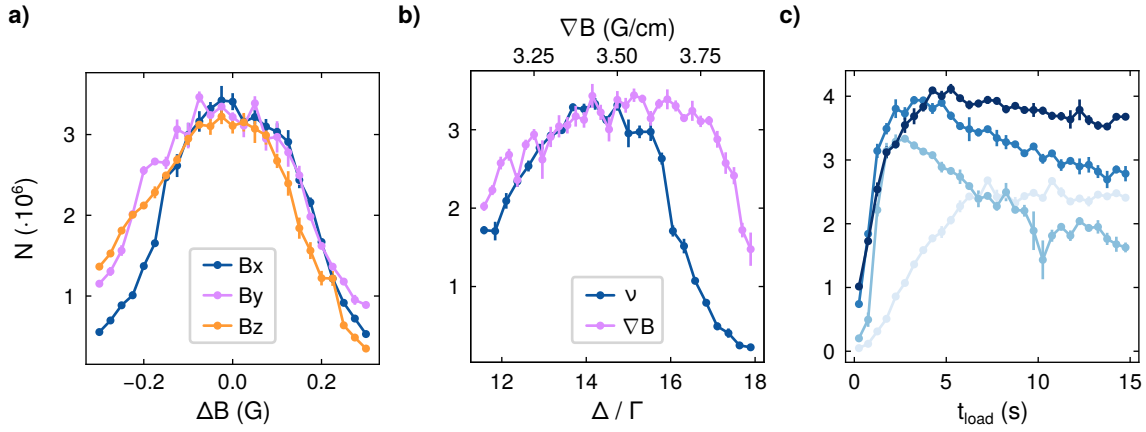 a)
N (·10⁶)
3
2
1
−0.2
0.0
0.2
ΔB (G)
Bx
By
Bz
b)
∇B (G/cm)
3.25
3.50
3.75
3
2
1
12
14
16
18
Δ / Γ
ν
∇B
c)
4
3
2
1
0
0
5
10
15
t_load (s)